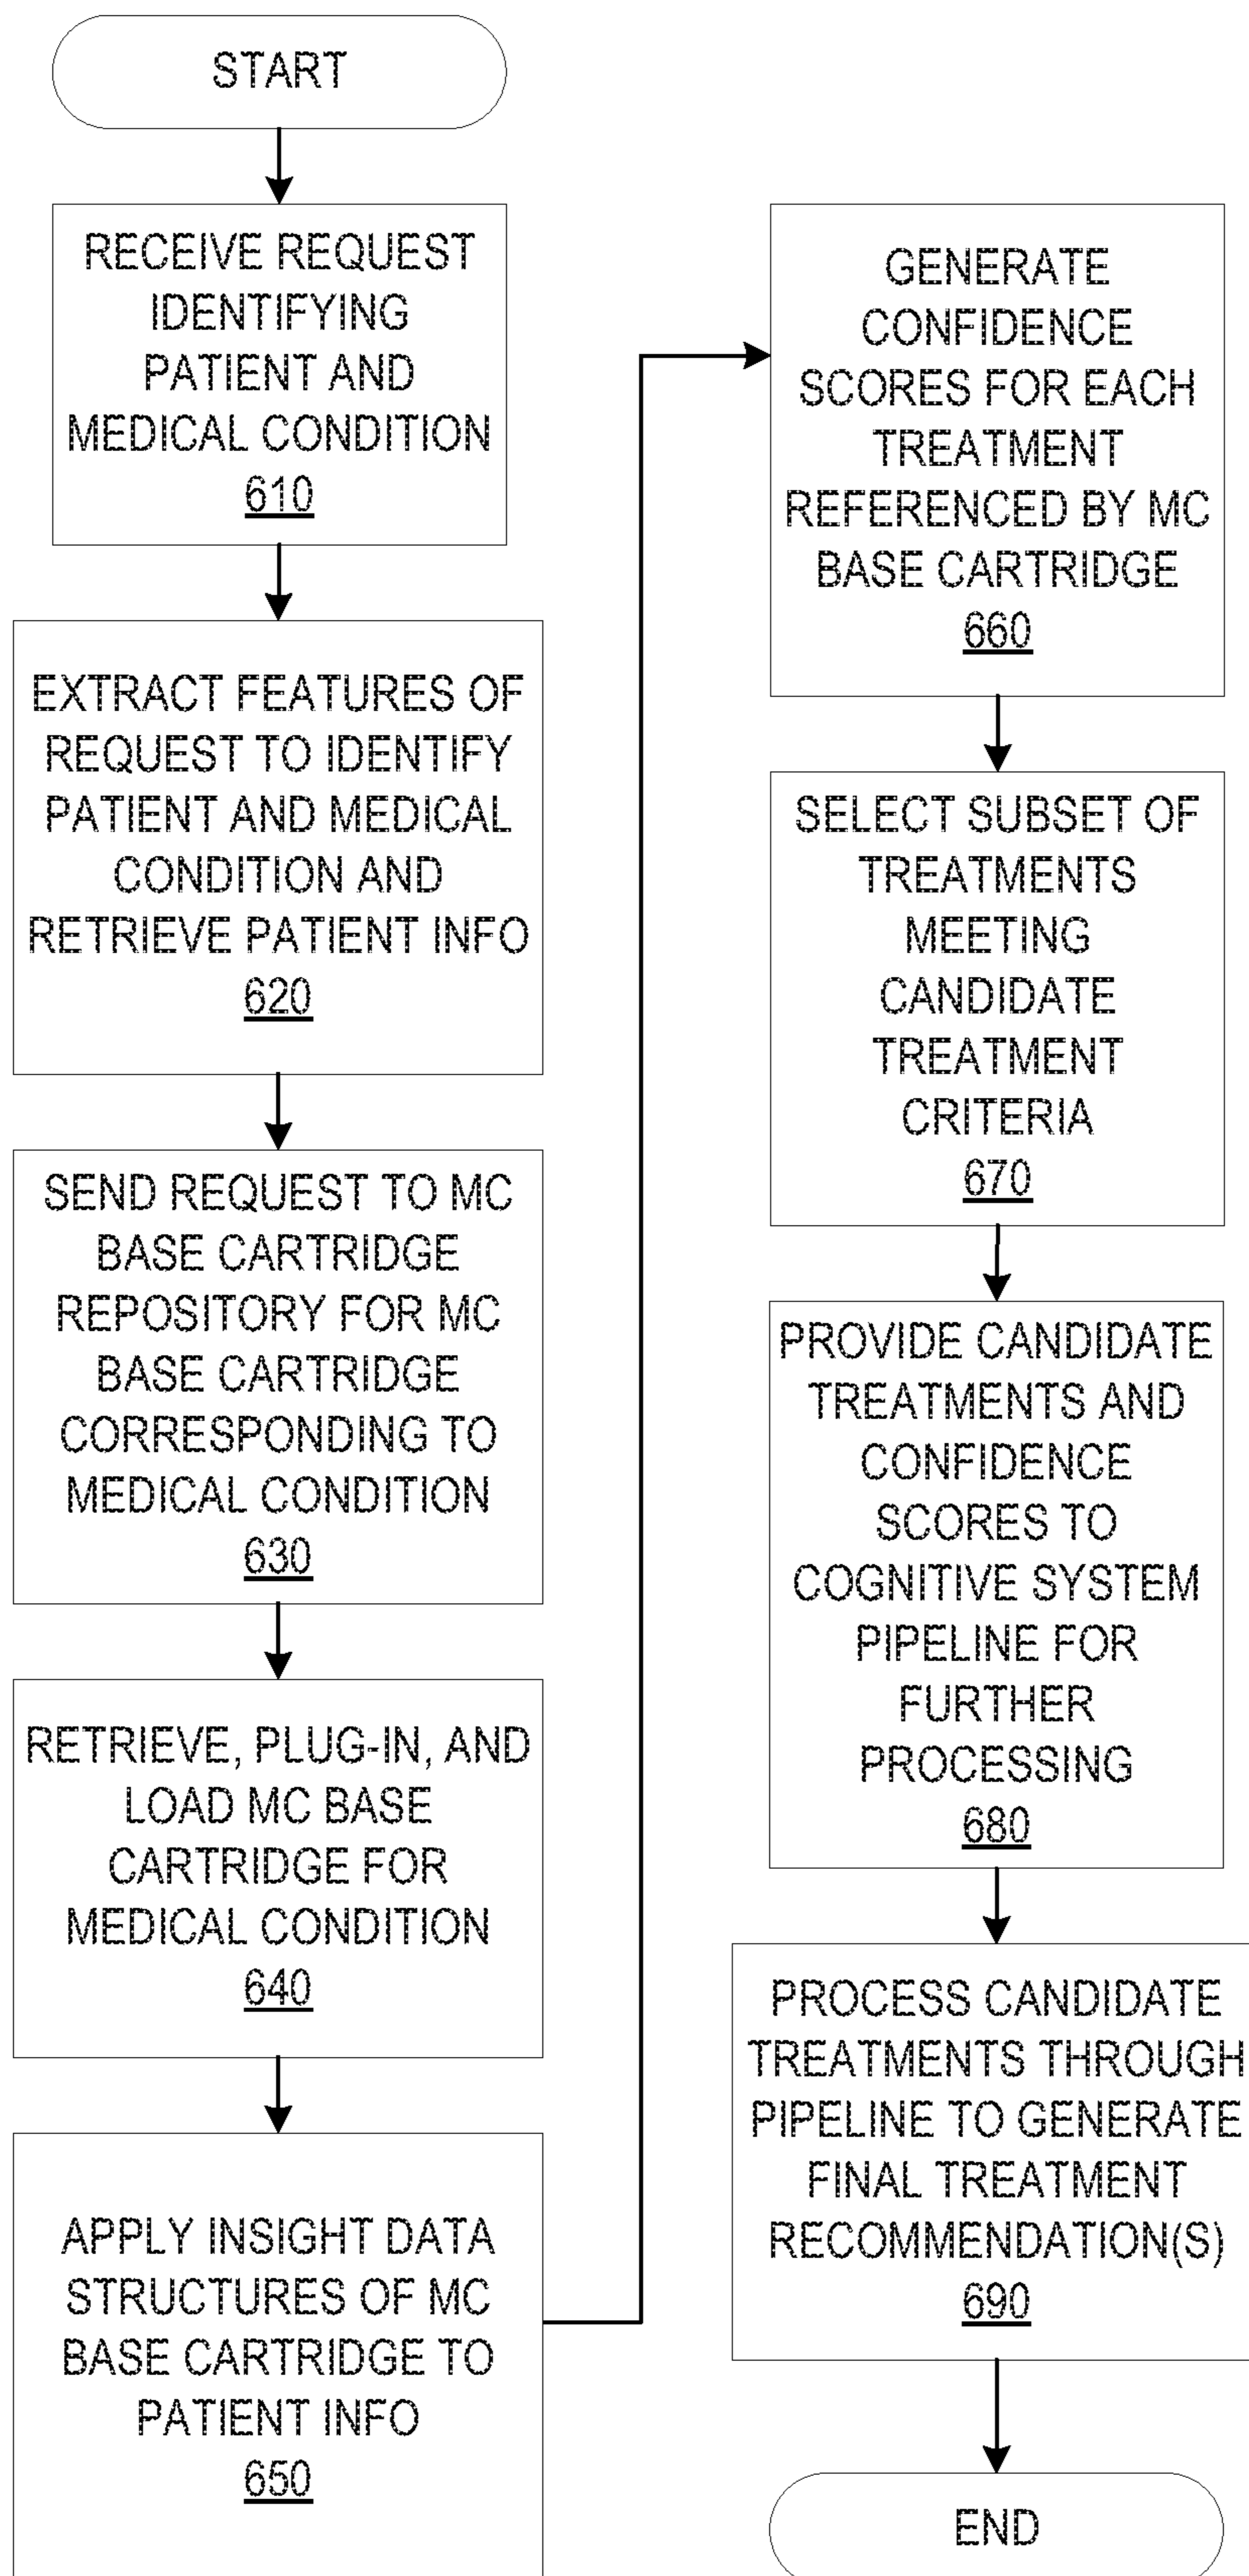 START
RECEIVE REQUEST
IDENTIFYING
PATIENT AND
MEDICAL CONDITION
610
EXTRACT FEATURES OF
REQUEST TO IDENTIFY
PATIENT AND MEDICAL
CONDITION AND
RETRIEVE PATIENT INFO
620
SEND REQUEST TO MC
BASE CARTRIDGE
REPOSITORY FOR MC
BASE CARTRIDGE
CORRESPONDING TO
MEDICAL CONDITION
630
RETRIEVE, PLUG-IN, AND
LOAD MC BASE
CARTRIDGE FOR
MEDICAL CONDITION
640
APPLY INSIGHT DATA
STRUCTURES OF MC
BASE CARTRIDGE TO
PATIENT INFO
650
GENERATE
CONFIDENCE
SCORES FOR EACH
TREATMENT
REFERENCED BY MC
BASE CARTRIDGE
660
SELECT SUBSET OF
TREATMENTS
MEETING
CANDIDATE
TREATMENT
CRITERIA
670
PROVIDE CANDIDATE
TREATMENTS AND
CONFIDENCE
SCORES TO
COGNITIVE SYSTEM
PIPELINE FOR
FURTHER
PROCESSING
680
PROCESS CANDIDATE
TREATMENTS THROUGH
PIPELINE TO GENERATE
FINAL TREATMENT
RECOMMENDATION(S)
690
END